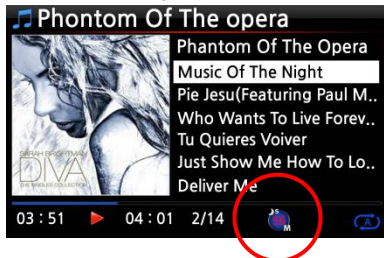 Phontom Of The opera
Phantom Of The Opera
Music Of The Night
Pie Jesu(Featuring Paul M..
Who Wants To Live Forev..
Tu Quieres Voiver
Just Show Me How To Lo..
Deliver Me
SARAH BRIGHTMAN
DIVA
THE SINGLES COLLECTION
03 : 51
04 : 01
2/14
JS
M
A